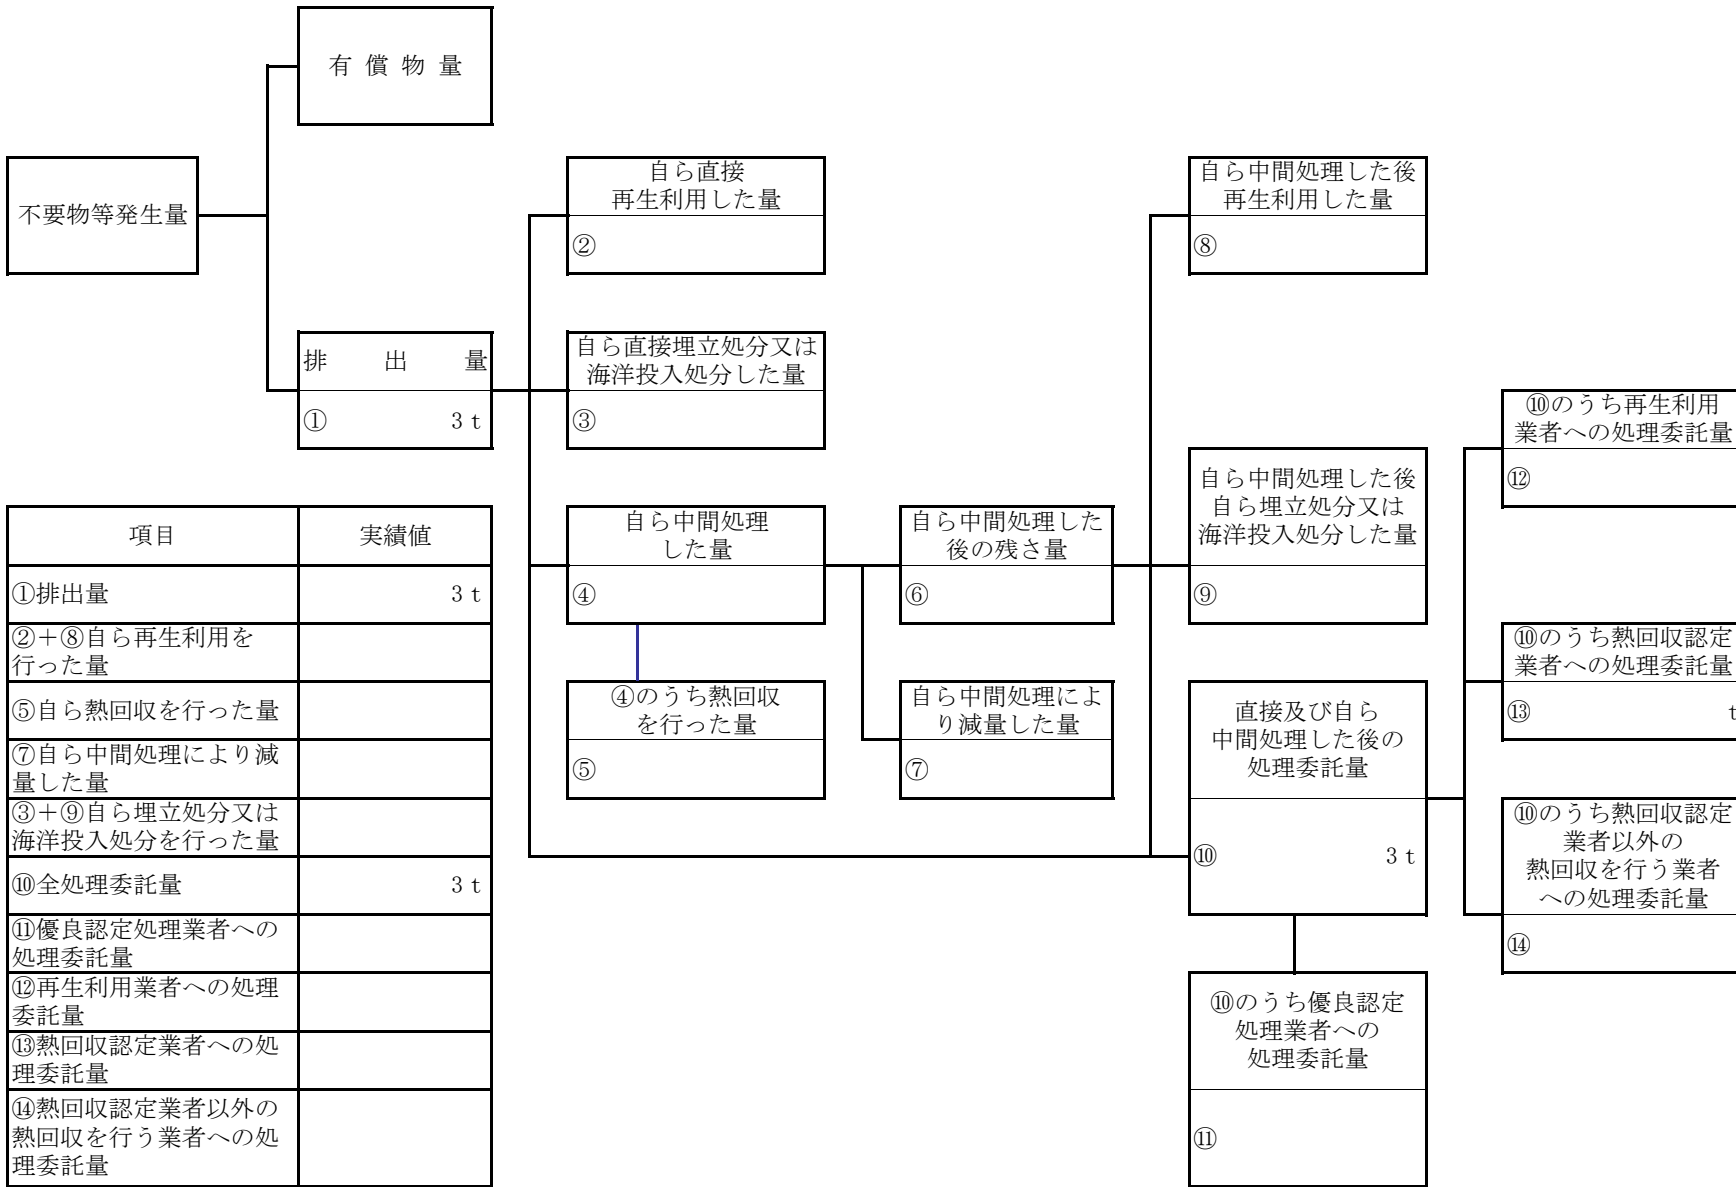 有 償 物 量
不要物等発生量
自ら直接
再生利用した量
②
自ら中間処理した後
再生利用した量
⑧
排 出 量
① 3 t
自ら直接埋立処分又は
海洋投入処分した量
③
⑩のうち再生利用
業者への処理委託量
⑫
自ら中間処理した後
自ら埋立処分又は
海洋投入処分した量
⑨
自ら中間処理
した量
④
自ら中間処理した
後の残さ量
⑥
⑩のうち熱回収認定
業者への処理委託量
⑬ t
④のうち熱回収
を行った量
⑤
自ら中間処理によ
り減量した量
⑦
直接及び自ら
中間処理した後の
処理委託量
⑩ 3 t
⑩のうち熱回収認定
業者以外の
熱回収を行う業者
への処理委託量
⑭
⑩のうち優良認定
処理業者への
処理委託量
⑪
項目 実績値
①排出量 3 t
②+⑧自ら再生利用を
行った量
⑤自ら熱回収を行った量
⑦自ら中間処理により減
量した量
③+⑨自ら埋立処分又は
海洋投入処分を行った量
⑩全処理委託量 3 t
⑪優良認定処理業者への
処理委託量
⑫再生利用業者への処理
委託量
⑬熱回収認定業者への処
理委託量
⑭熱回収認定業者以外の
熱回収を行う業者への処
理委託量